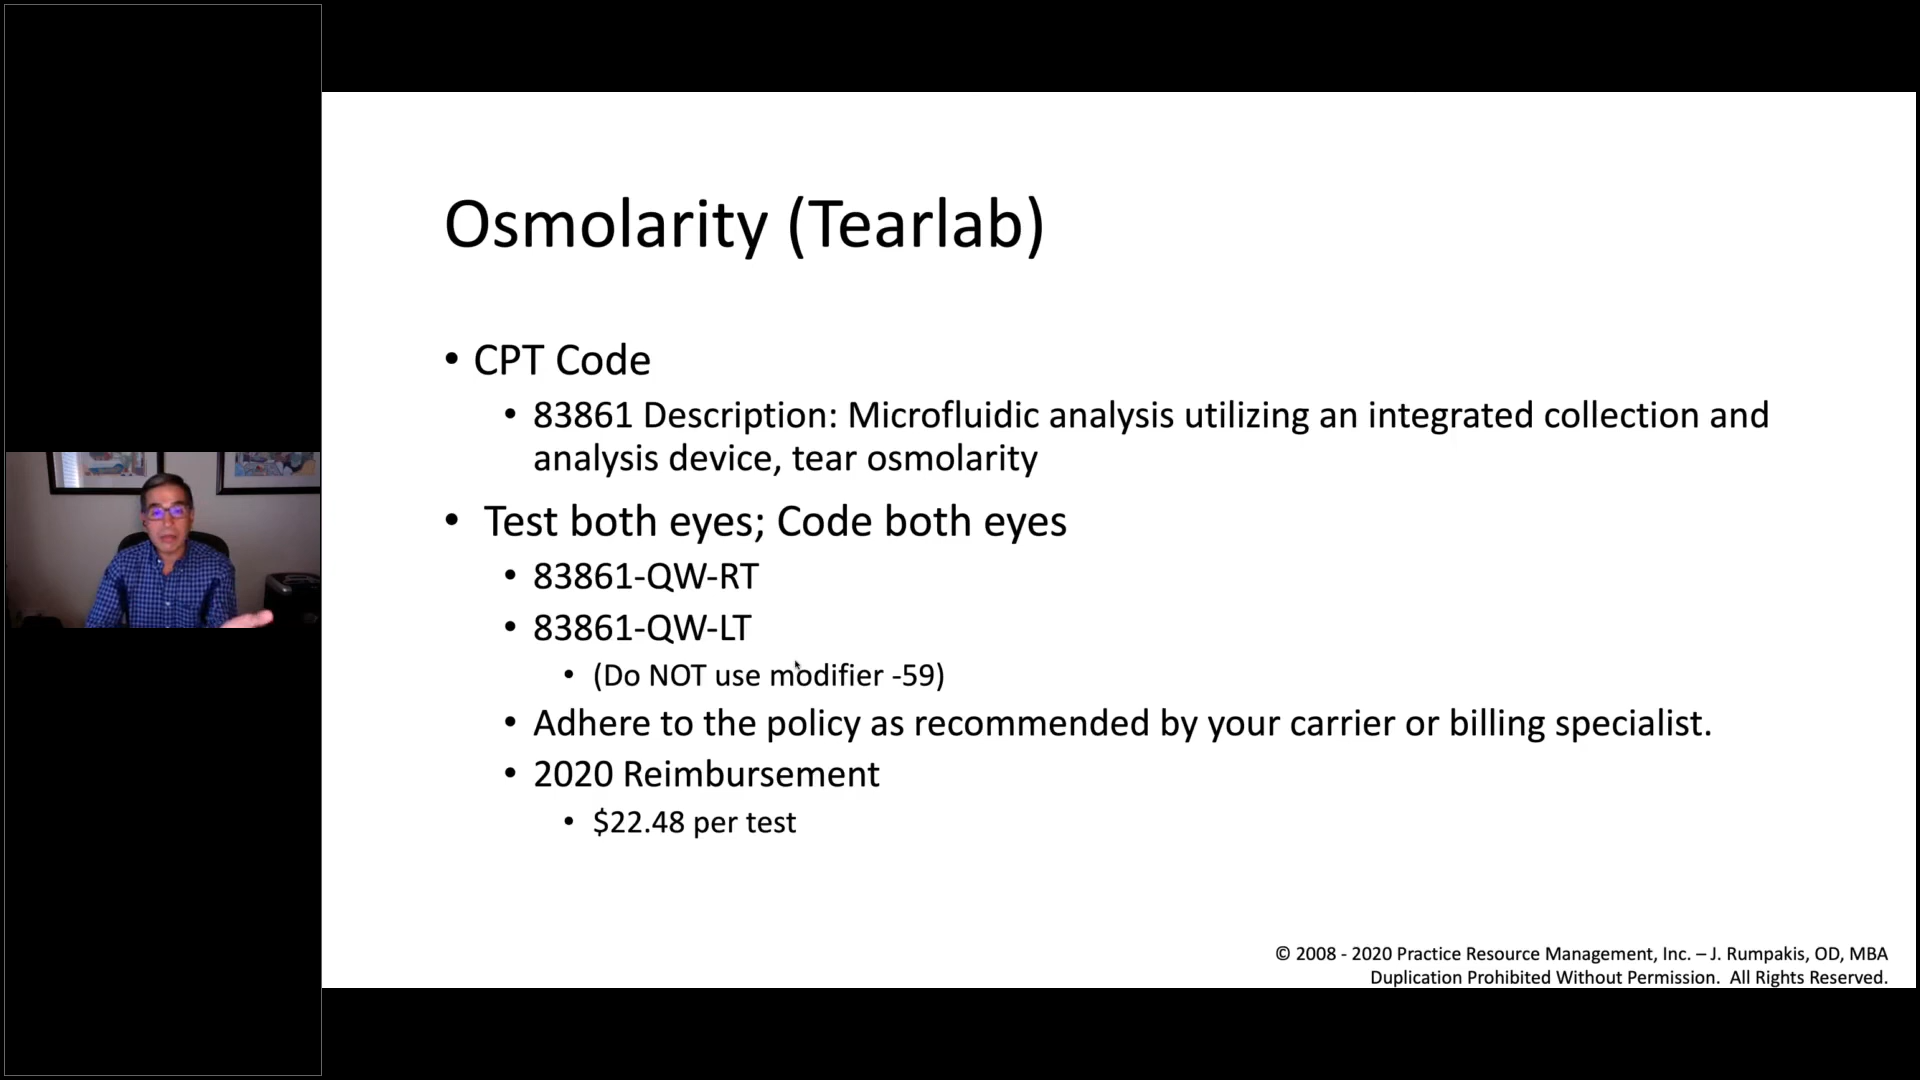 Osmolarity (Tearlab)
• CPT Code
• 83861 Description: Microfluidic analysis utilizing an integrated collection and
analysis device, tear osmolarity
• Test both eyes; Code both eyes
• 83861-QW-RT
• 83861-QW-LT
• (Do NOT use modifier -59)
• Adhere to the policy as recommended by your carrier or billing specialist.
• 2020 Reimbursement
• $22.48 per test
© 2008 - 2020 Practice Resource Management, Inc. – J. Rumpakis, OD, MBA
Duplication Prohibited Without Permission. All Rights Reserved.